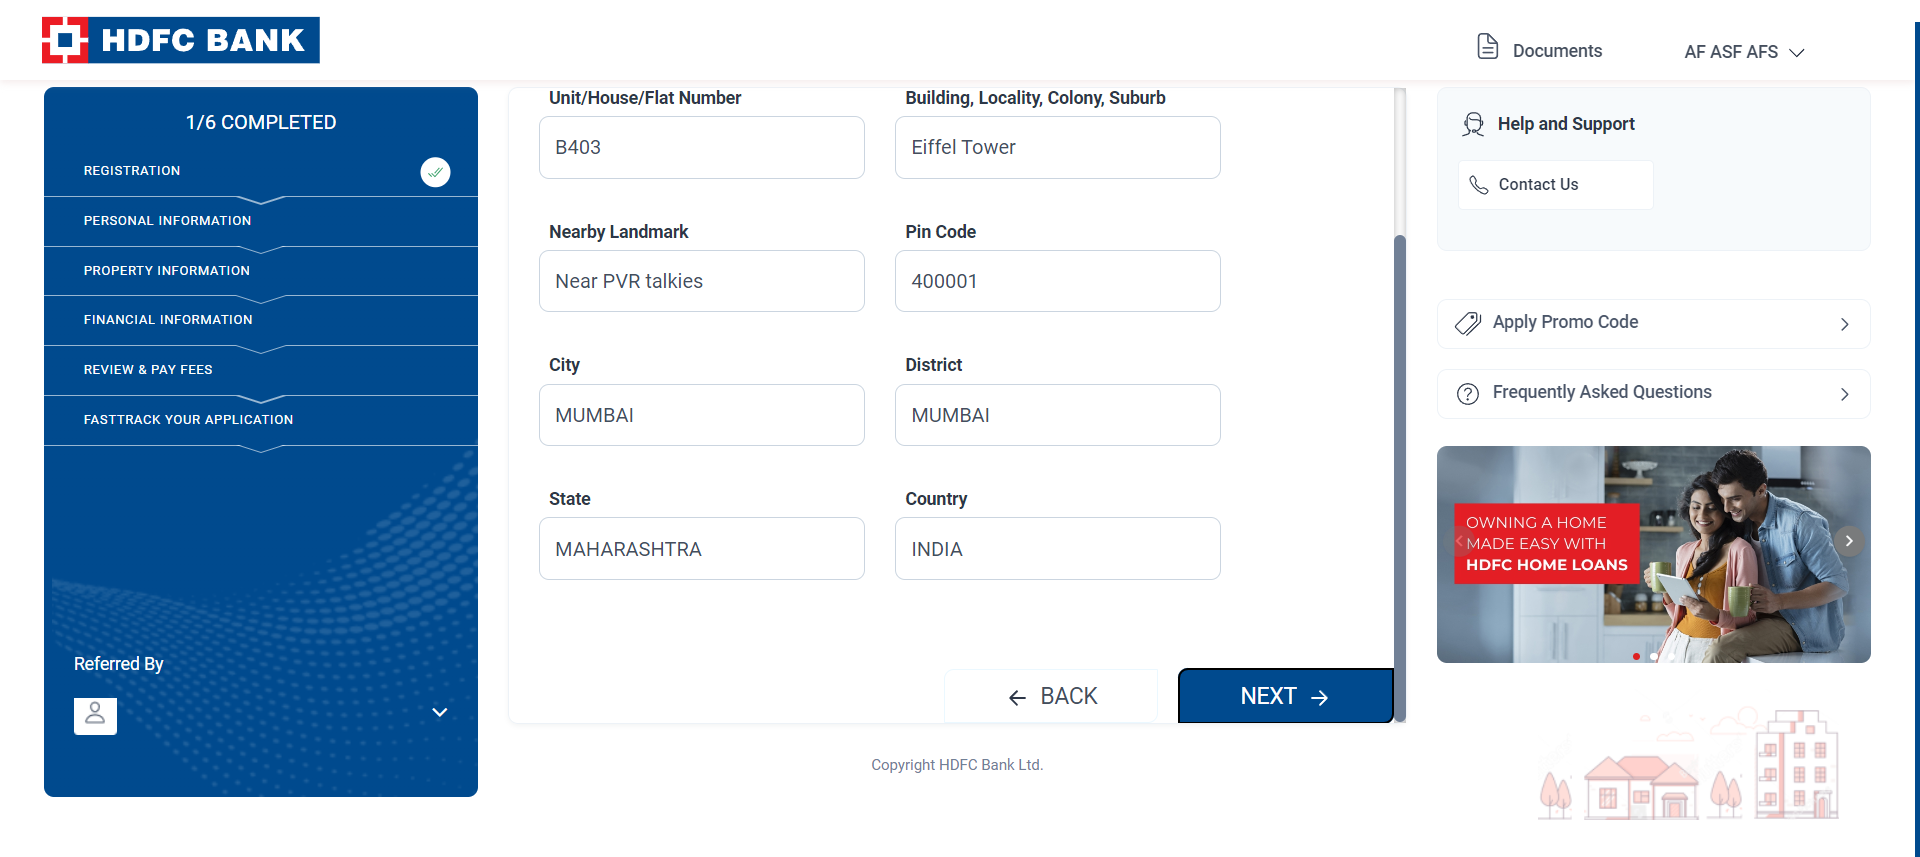 HDFC BANK
Documents
AF ASF AFS
1/6 COMPLETED
REGISTRATION
PERSONAL INFORMATION
PROPERTY INFORMATION
FINANCIAL INFORMATION
REVIEW & PAY FEES
FASTTRACK YOUR APPLICATION
Referred By
Unit/House/Flat Number
B403
Building, Locality, Colony, Suburb
Eiffel Tower
Nearby Landmark
Near PVR talkies
Pin Code
400001
City
MUMBAI
District
MUMBAI
State
MAHARASHTRA
Country
INDIA
BACK
NEXT
Copyright HDFC Bank Ltd.
Help and Support
Contact Us
Apply Promo Code
Frequently Asked Questions
OWNING A HOME
MADE EASY WITH
HDFC HOME LOANS